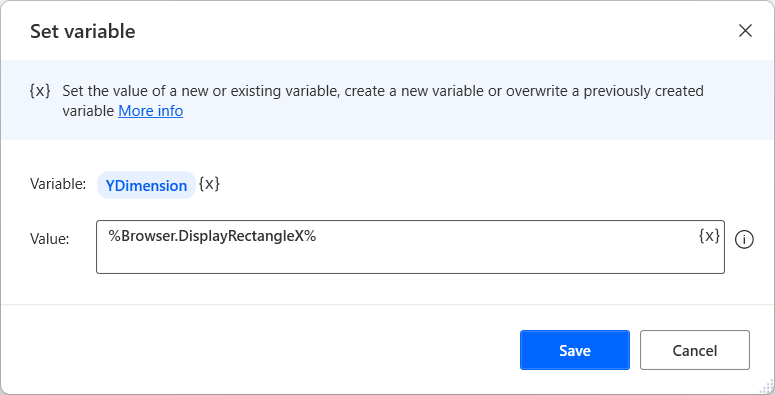 Set variable
{x} Set the value of a new or existing variable, create a new variable or overwrite a previously created
variable More info
Variable: YDimension {x}
Value: %Browser.DisplayRectangleX% {x}
Save Cancel